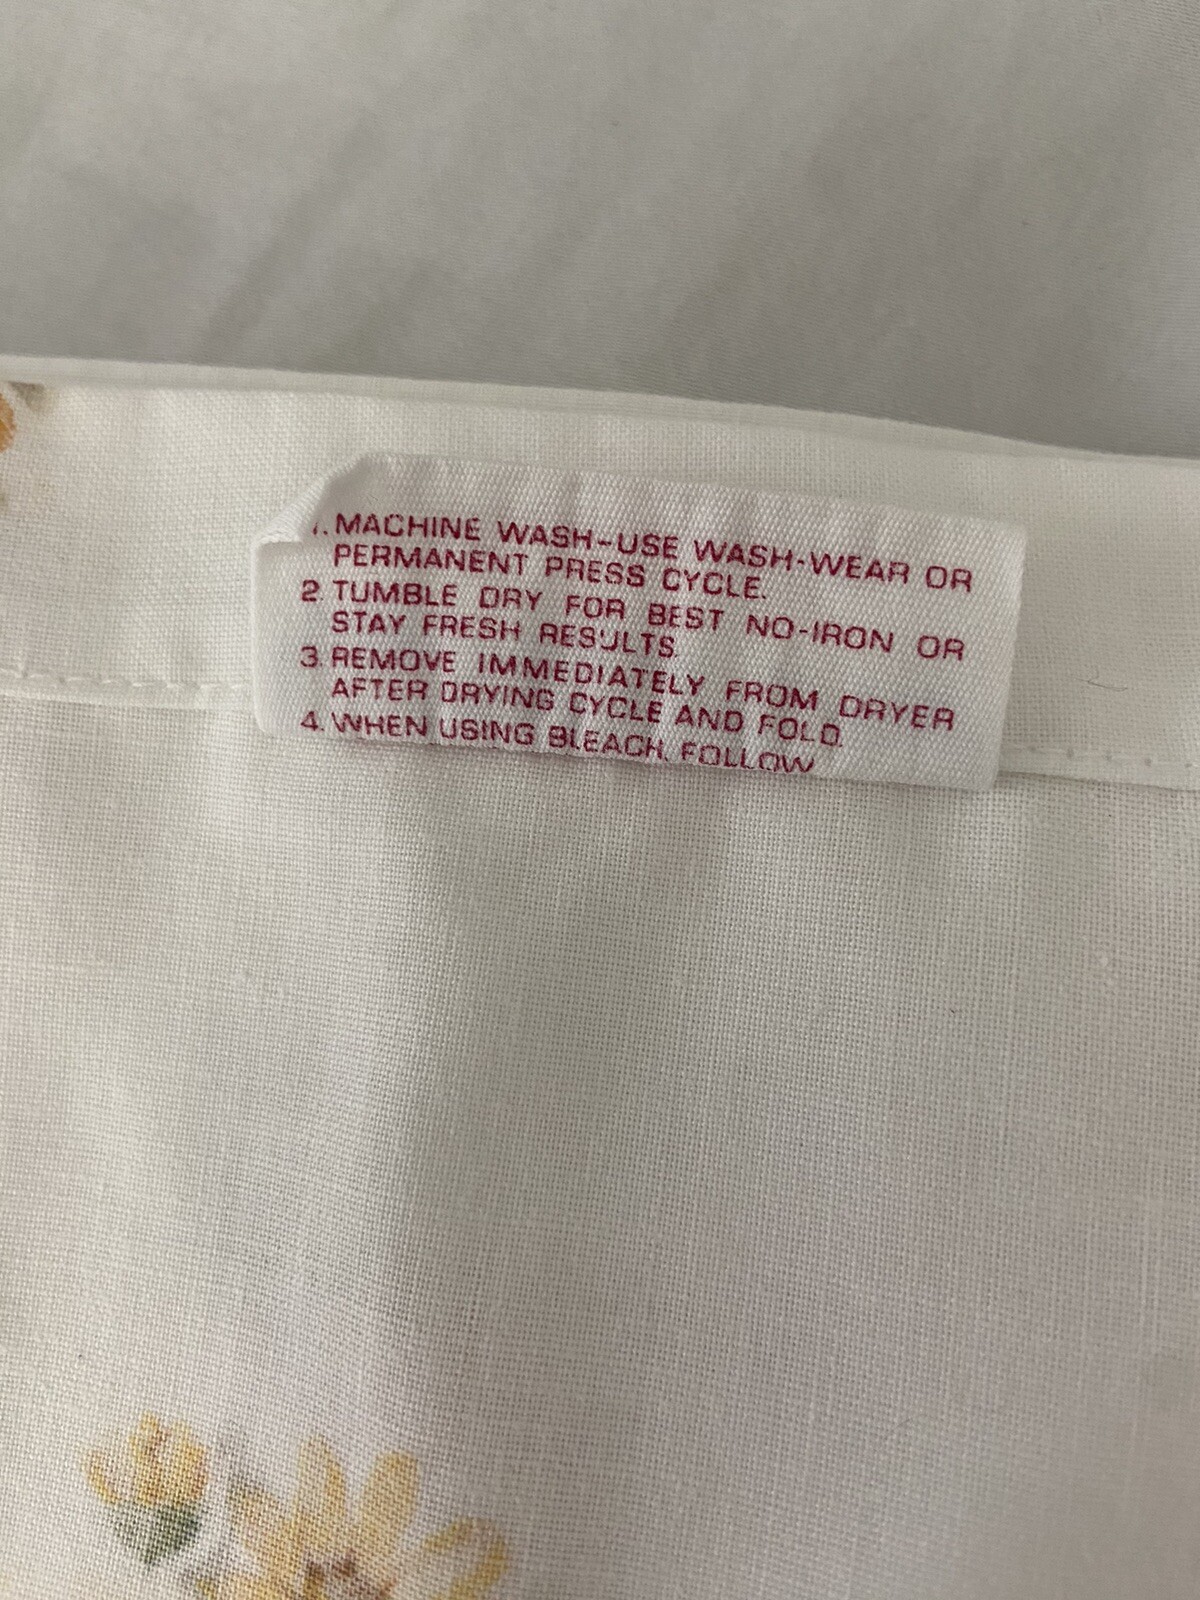 1. MACHINE WASH-USE WASH-WEAR OR
PERMANENT PRESS CYCLE.
2. TUMBLE DRY FOR BEST NO-IRON OR
STAY FRESH RESULTS.
3. REMOVE IMMEDIATELY FROM DRYER
AFTER DRYING CYCLE AND FOLD.
4. WHEN USING BLEACH, FOLLOW